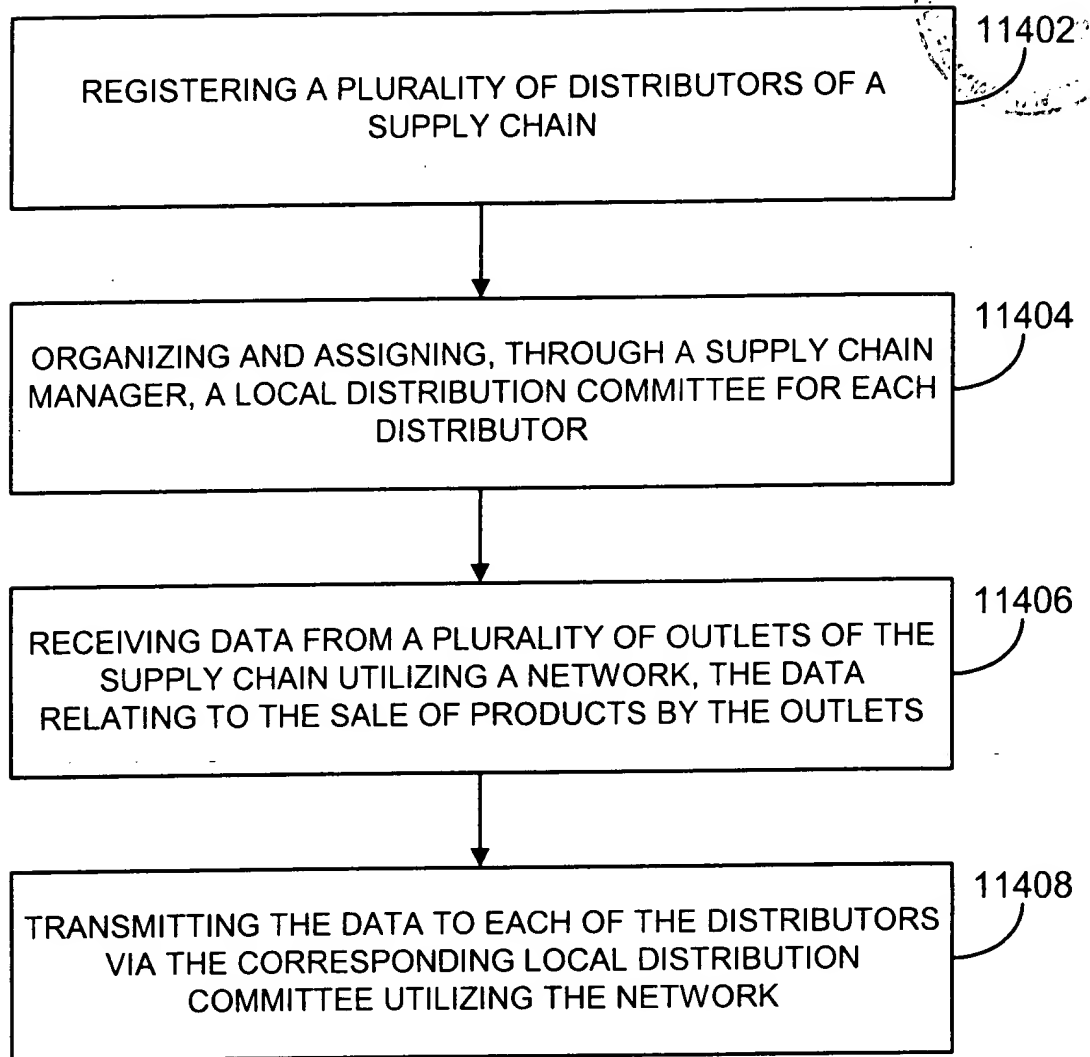 11402
REGISTERING A PLURALITY OF DISTRIBUTORS OF A
SUPPLY CHAIN
11404
ORGANIZING AND ASSIGNING, THROUGH A SUPPLY CHAIN
MANAGER, A LOCAL DISTRIBUTION COMMITTEE FOR EACH
DISTRIBUTOR
11406
RECEIVING DATA FROM A PLURALITY OF OUTLETS OF THE
SUPPLY CHAIN UTILIZING A NETWORK, THE DATA
RELATING TO THE SALE OF PRODUCTS BY THE OUTLETS
11408
TRANSMITTING THE DATA TO EACH OF THE DISTRIBUTORS
VIA THE CORRESPONDING LOCAL DISTRIBUTION
COMMITTEE UTILIZING THE NETWORK